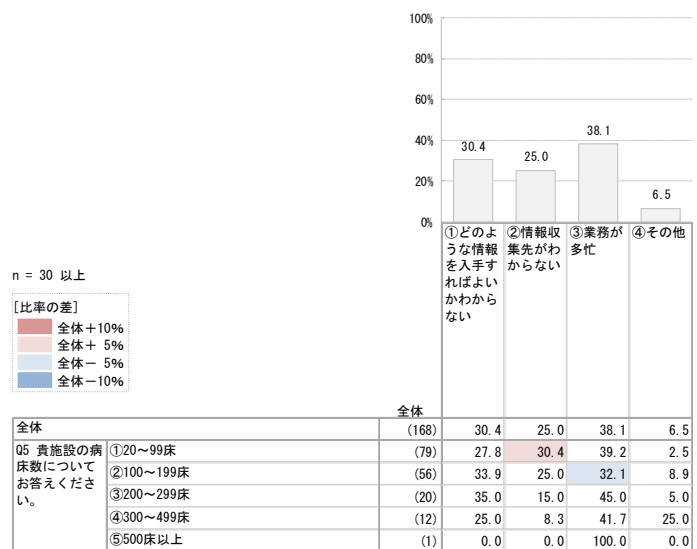 100%
80%
60%
40%
20%
0%
30.4
25.0
38.1
6.5
①どのよ
うな情報
を入手す
ればよい
かわから
ない
②情報収
集先がわ
からない
③業務が
多忙
④その他
n = 30 以上
[比率の差]
全体+10%
全体+ 5%
全体- 5%
全体-10%
全体
全体 (168) 30.4 25.0 38.1 6.5
Q5 貴施設の病
床数について
お答えくださ
い。
①20~99床 (79) 27.8 30.4 39.2 2.5
②100~199床 (56) 33.9 25.0 32.1 8.9
③200~299床 (20) 35.0 15.0 45.0 5.0
④300~499床 (12) 25.0 8.3 41.7 25.0
⑤500床以上 (1) 0.0 0.0 100.0 0.0